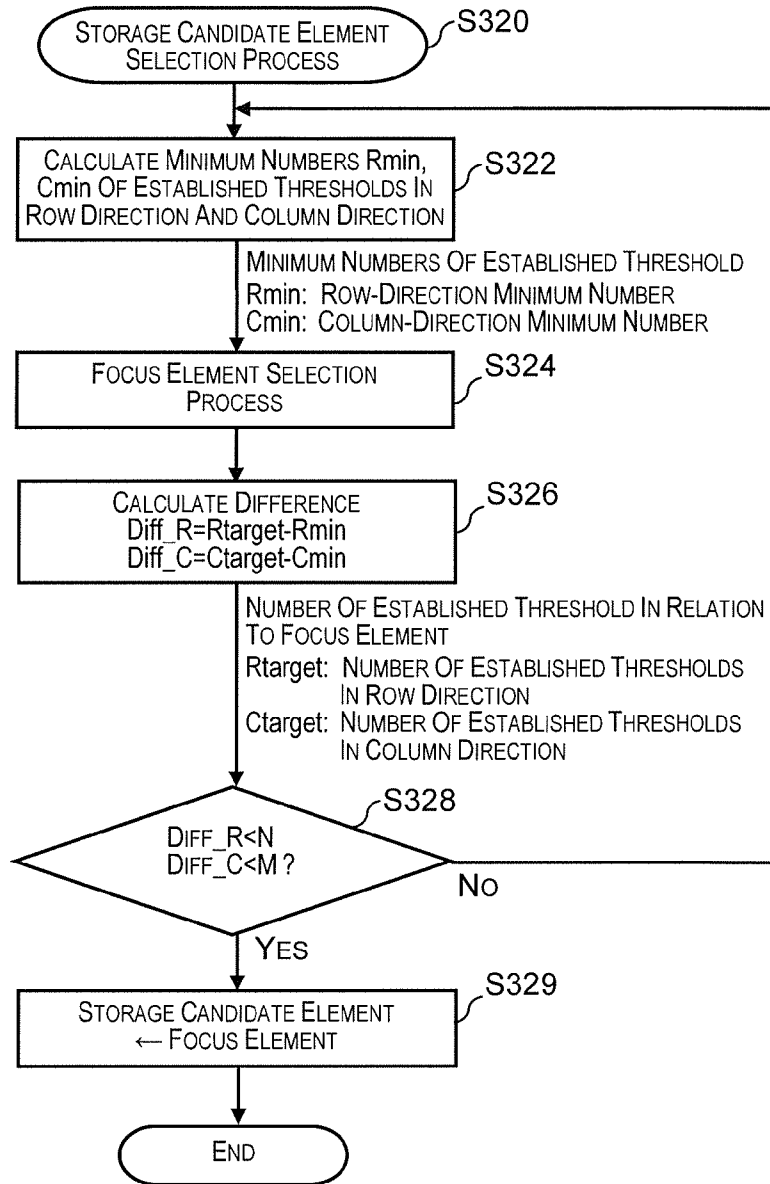 STORAGE CANDIDATE ELEMENT
SELECTION PROCESS
S320
CALCULATE MINIMUM NUMBERS Rmin,
Cmin OF ESTABLISHED THRESHOLDS IN
ROW DIRECTION AND COLUMN DIRECTION
S322
MINIMUM NUMBERS OF ESTABLISHED THRESHOLD
Rmin: ROW-DIRECTION MINIMUM NUMBER
Cmin: COLUMN-DIRECTION MINIMUM NUMBER
FOCUS ELEMENT SELECTION
PROCESS
S324
CALCULATE DIFFERENCE
Diff_R=Rtarget-Rmin
Diff_C=Ctarget-Cmin
S326
NUMBER OF ESTABLISHED THRESHOLD IN RELATION
TO FOCUS ELEMENT
Rtarget: NUMBER OF ESTABLISHED THRESHOLDS
IN ROW DIRECTION
Ctarget: NUMBER OF ESTABLISHED THRESHOLDS
IN COLUMN DIRECTION
S328
DIFF_R<N
DIFF_C<M ?
NO
YES
STORAGE CANDIDATE ELEMENT
← FOCUS ELEMENT
S329
END